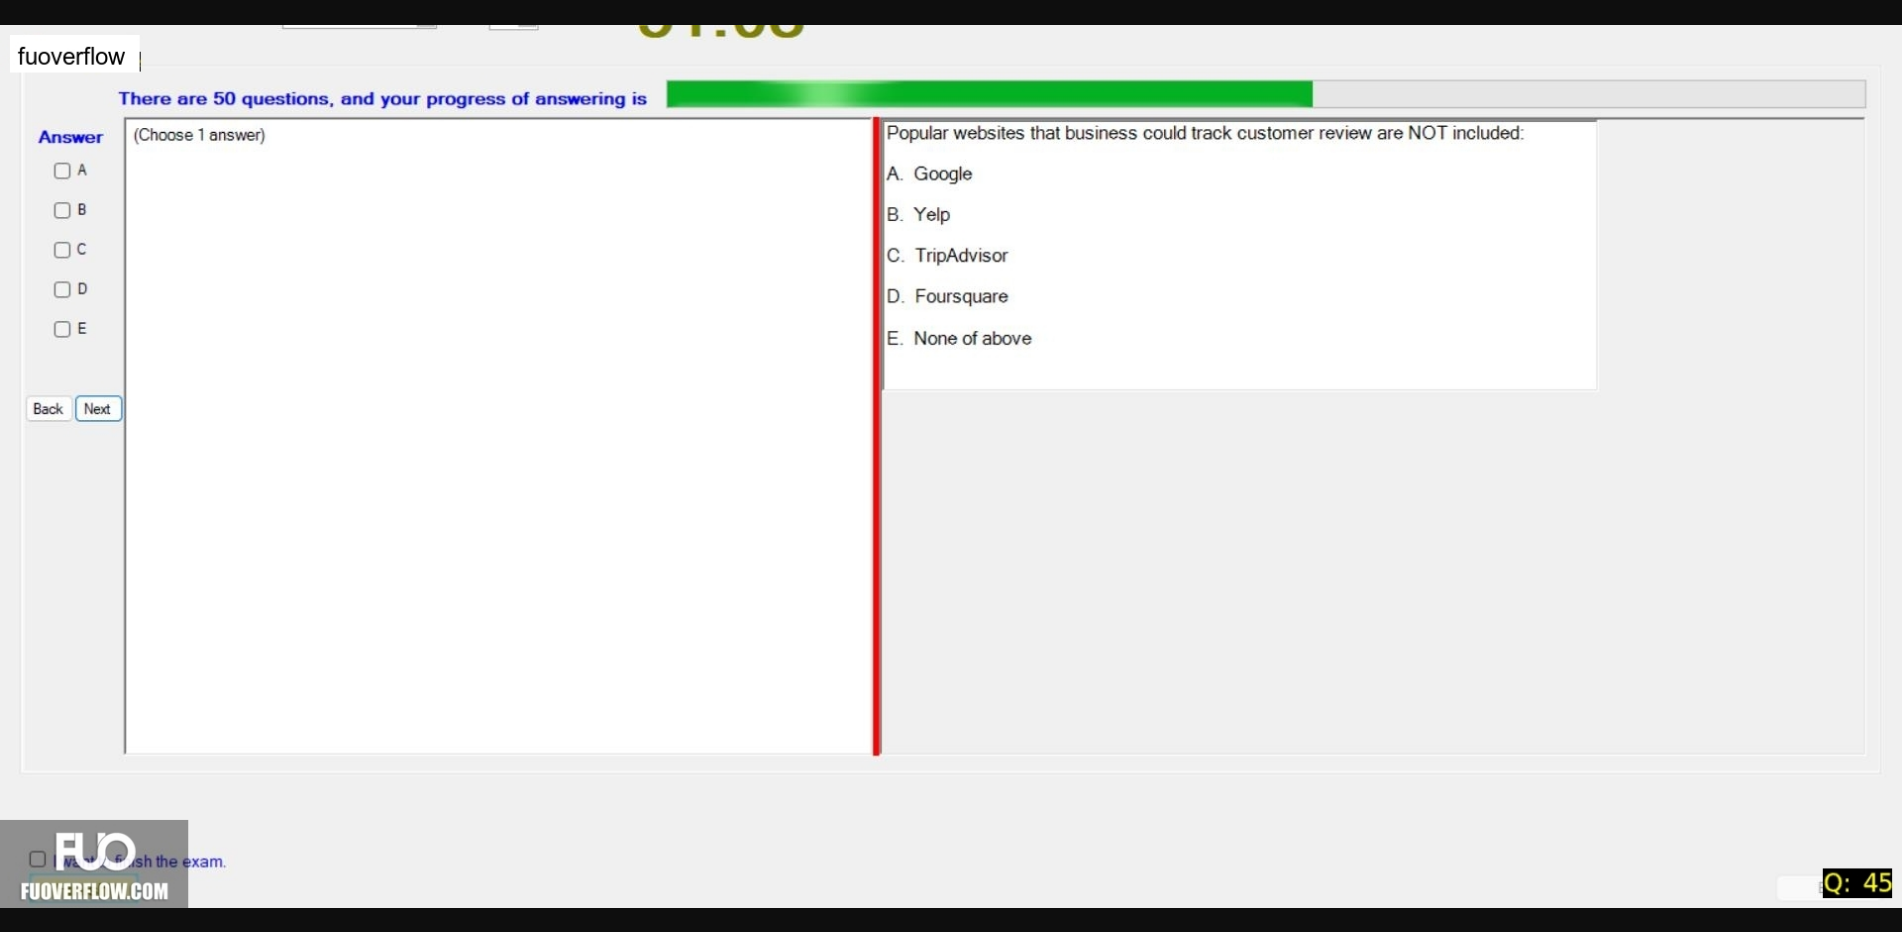 fuoverflow
There are 50 questions, and your progress of answering is
Answer
(Choose 1 answer)
A
B
C
D
E
Back Next
Popular websites that business could track customer review are NOT included:
A. Google
B. Yelp
C. TripAdvisor
D. Foursquare
E. None of above
FUO
sh the exam.
FUOVERFLOW.COM
Q: 45